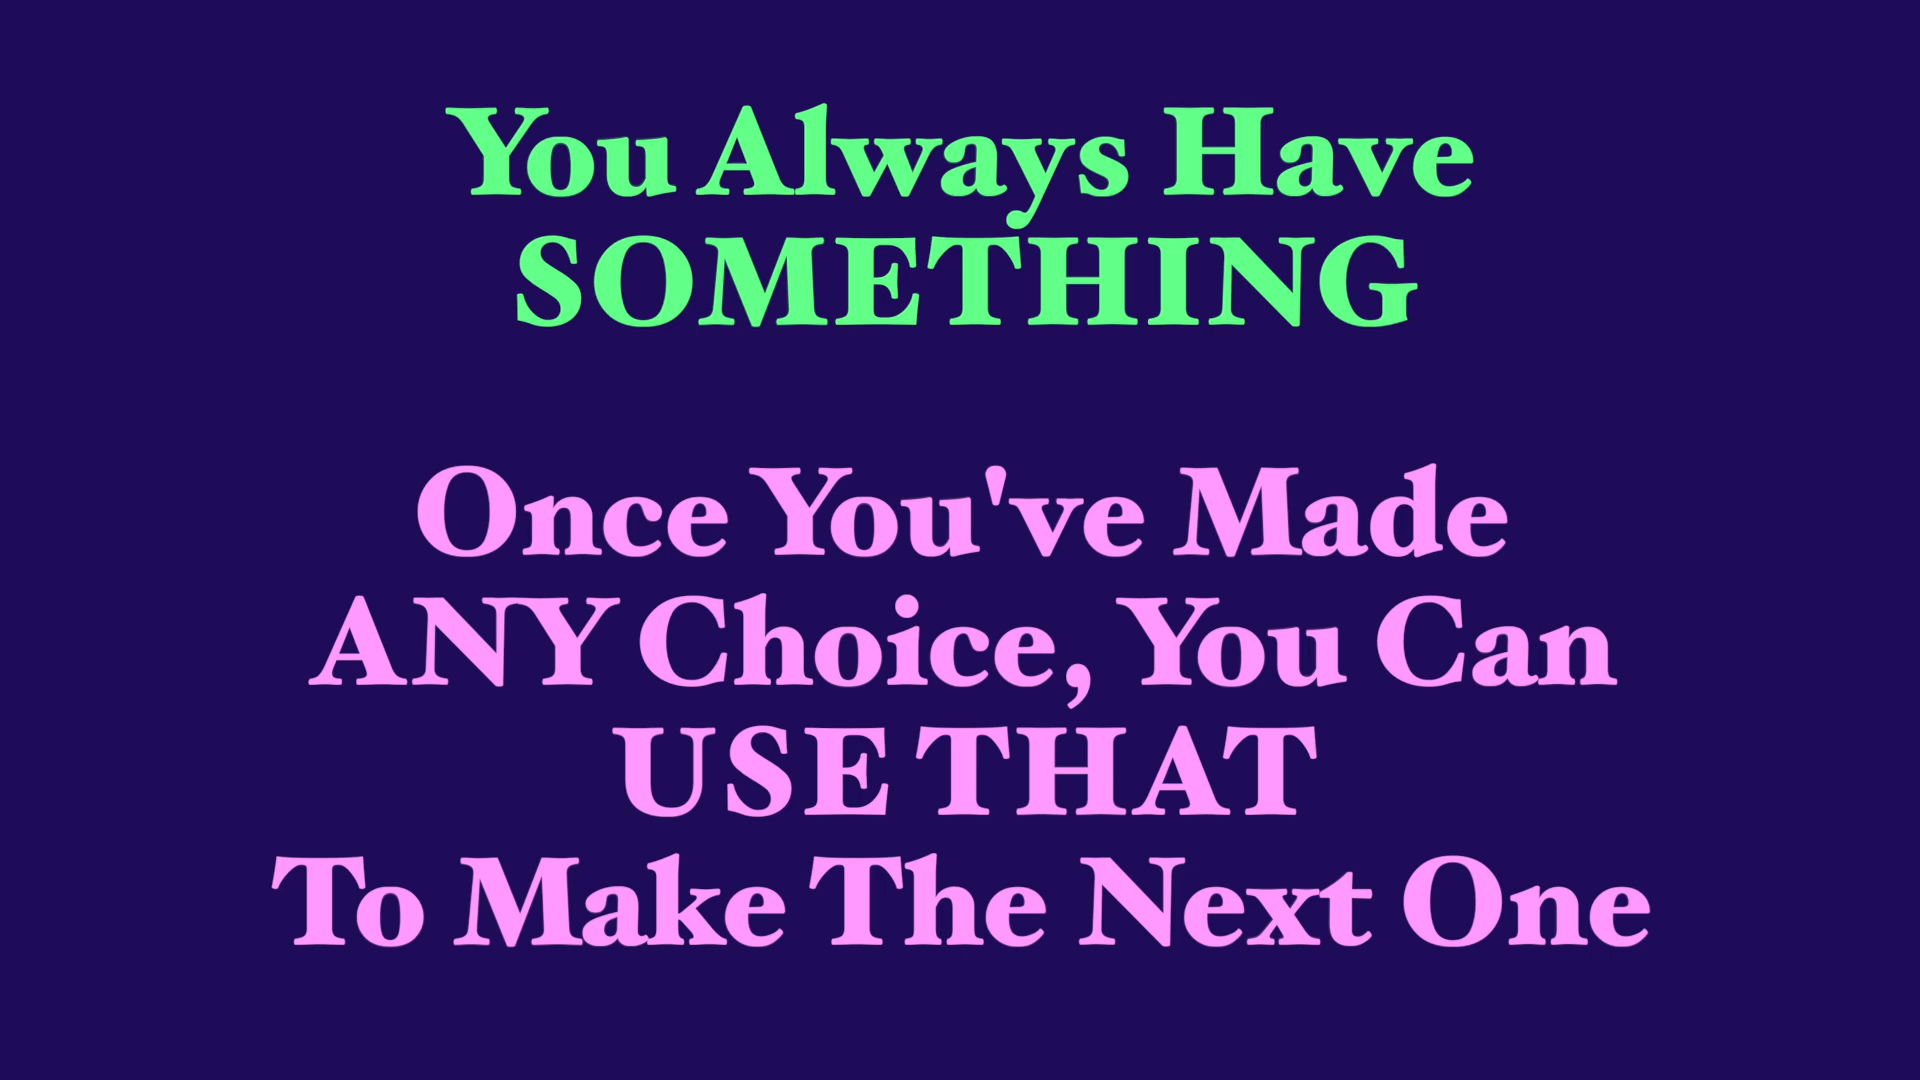 You Always Have
SOMETHING
Once You've Made
ANY Choice, You Can
USE THAT
To Make The Next One